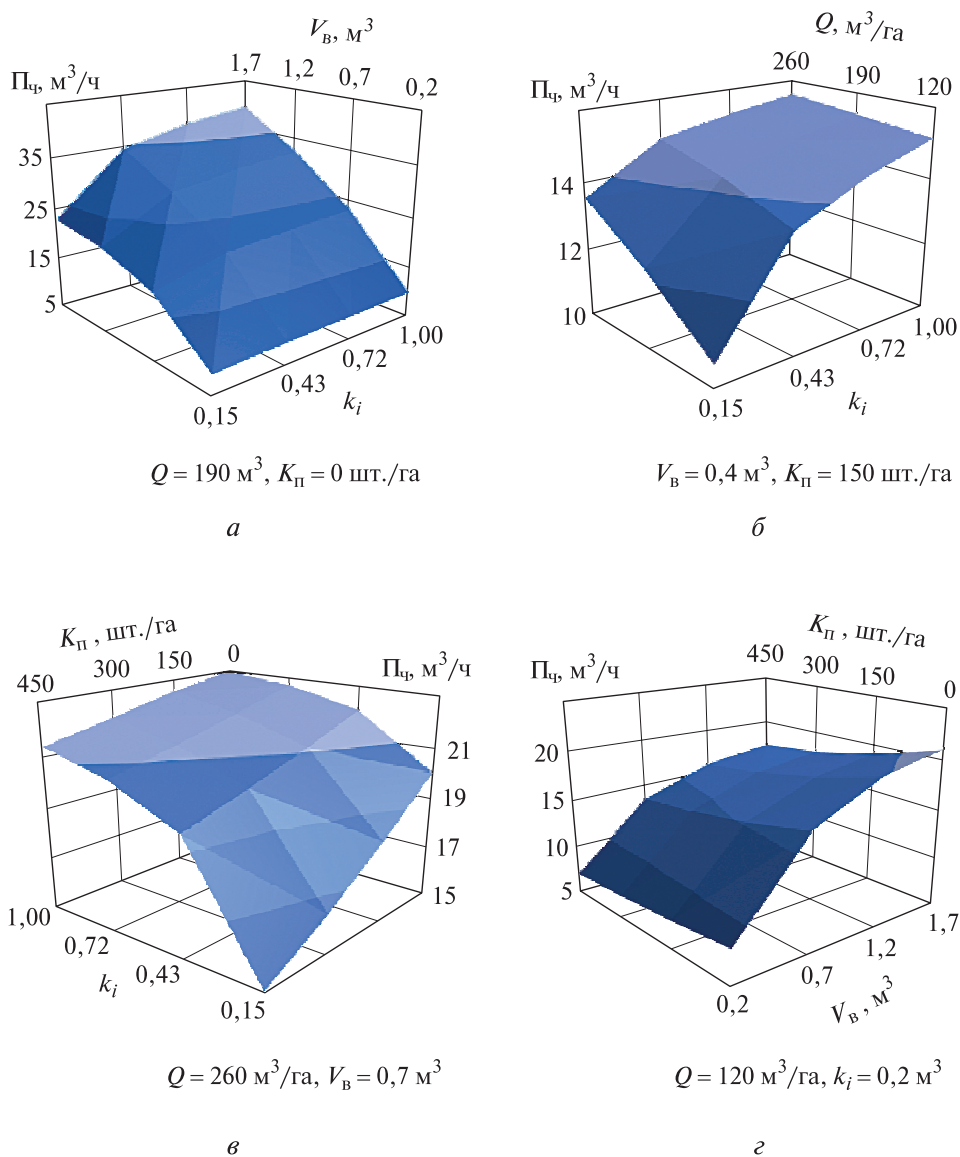 V_в, м³
1,7 1,2 0,7 0,2
П_ч, м³/ч
35
25
15
5
1,00
0,72
0,43
0,15
k_i
Q = 190 м³, K_п = 0 шт./га
а
Q, м³/га
260 190 120
П_ч, м³/ч
14
12
10
1,00
0,72
0,43
0,15
k_i
V_в = 0,4 м³, K_п = 150 шт./га
б
K_п , шт./га
450 300 150 0
П_ч, м³/ч
21
19
17
15
1,00
0,72
0,43
0,15
k_i
Q = 260 м³/га, V_в = 0,7 м³
в
K_п , шт./га
450 300 150 0
П_ч, м³/ч
20
15
10
5
1,7
1,2
0,7
0,2
V_в , м³
Q = 120 м³/га, k_i = 0,2 м³
г